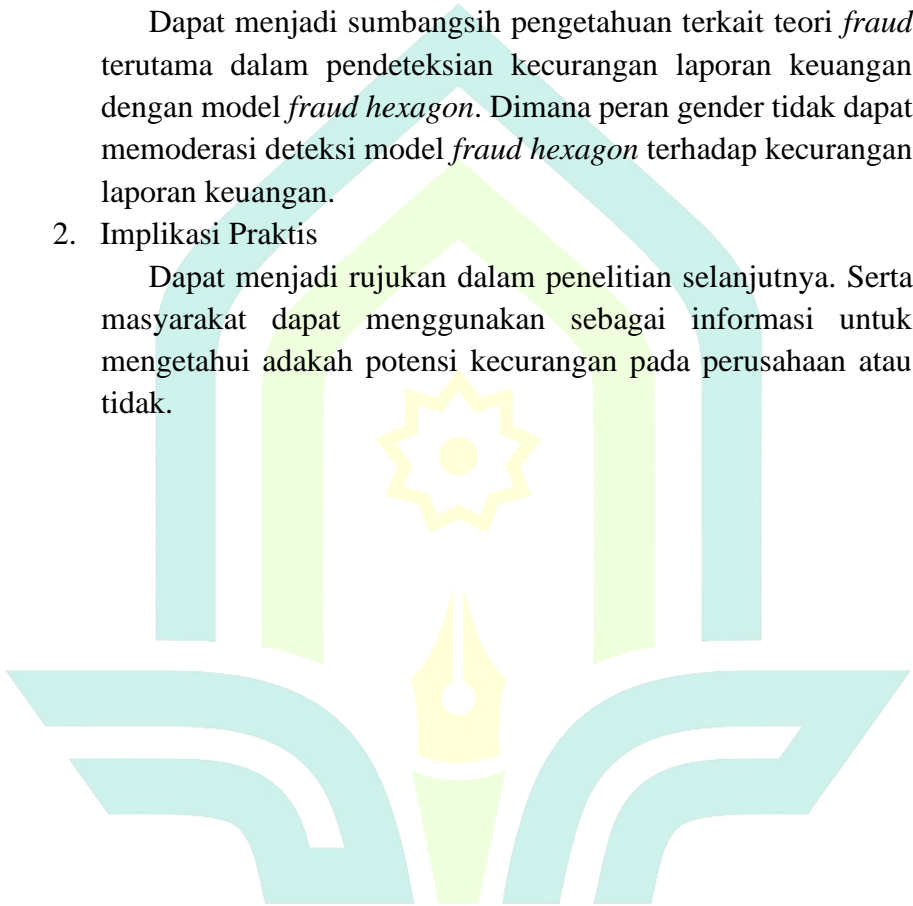 Dapat menjadi sumbangsih pengetahuan terkait teori fraud
terutama dalam pendeteksian kecurangan laporan keuangan
dengan model fraud hexagon. Dimana peran gender tidak dapat
memoderasi deteksi model fraud hexagon terhadap kecurangan
laporan keuangan.
2. Implikasi Praktis
Dapat menjadi rujukan dalam penelitian selanjutnya. Serta
masyarakat dapat menggunakan sebagai informasi untuk
mengetahui adakah potensi kecurangan pada perusahaan atau
tidak.